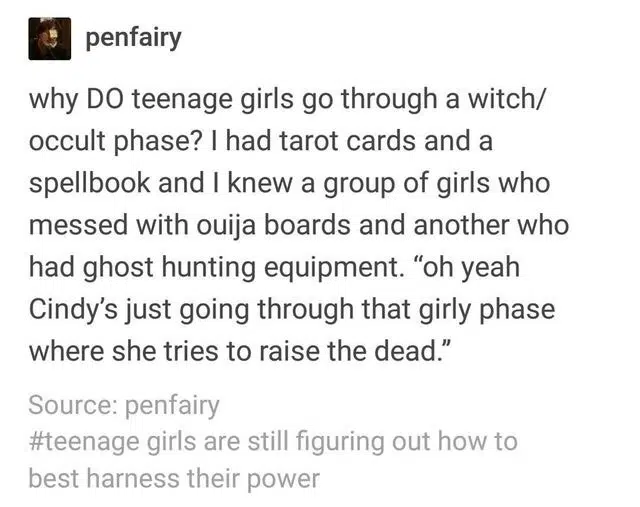 penfairy
why DO teenage girls go through a witch/
occult phase? I had tarot cards and a
spellbook and I knew a group of girls who
messed with ouija boards and another who
had ghost hunting equipment. “oh yeah
Cindy’s just going through that girly phase
where she tries to raise the dead.”
Source: penfairy
#teenage girls are still figuring out how to
best harness their power